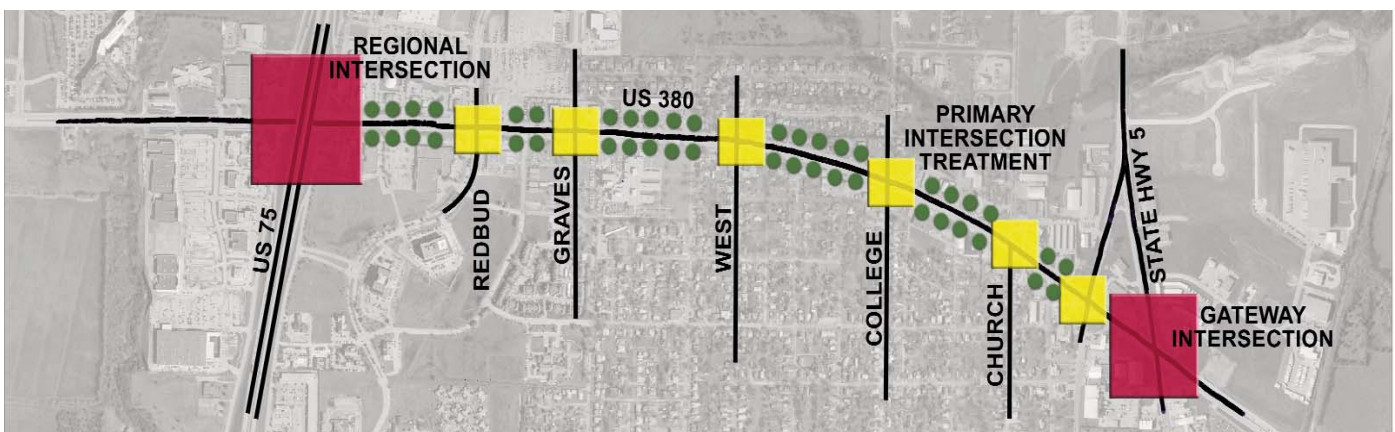 REGIONAL
INTERSECTION
US 380
PRIMARY
INTERSECTION
TREATMENT
US 75
REDBUD
GRAVES
WEST
COLLEGE
CHURCH
STATE HWY 5
GATEWAY
INTERSECTION